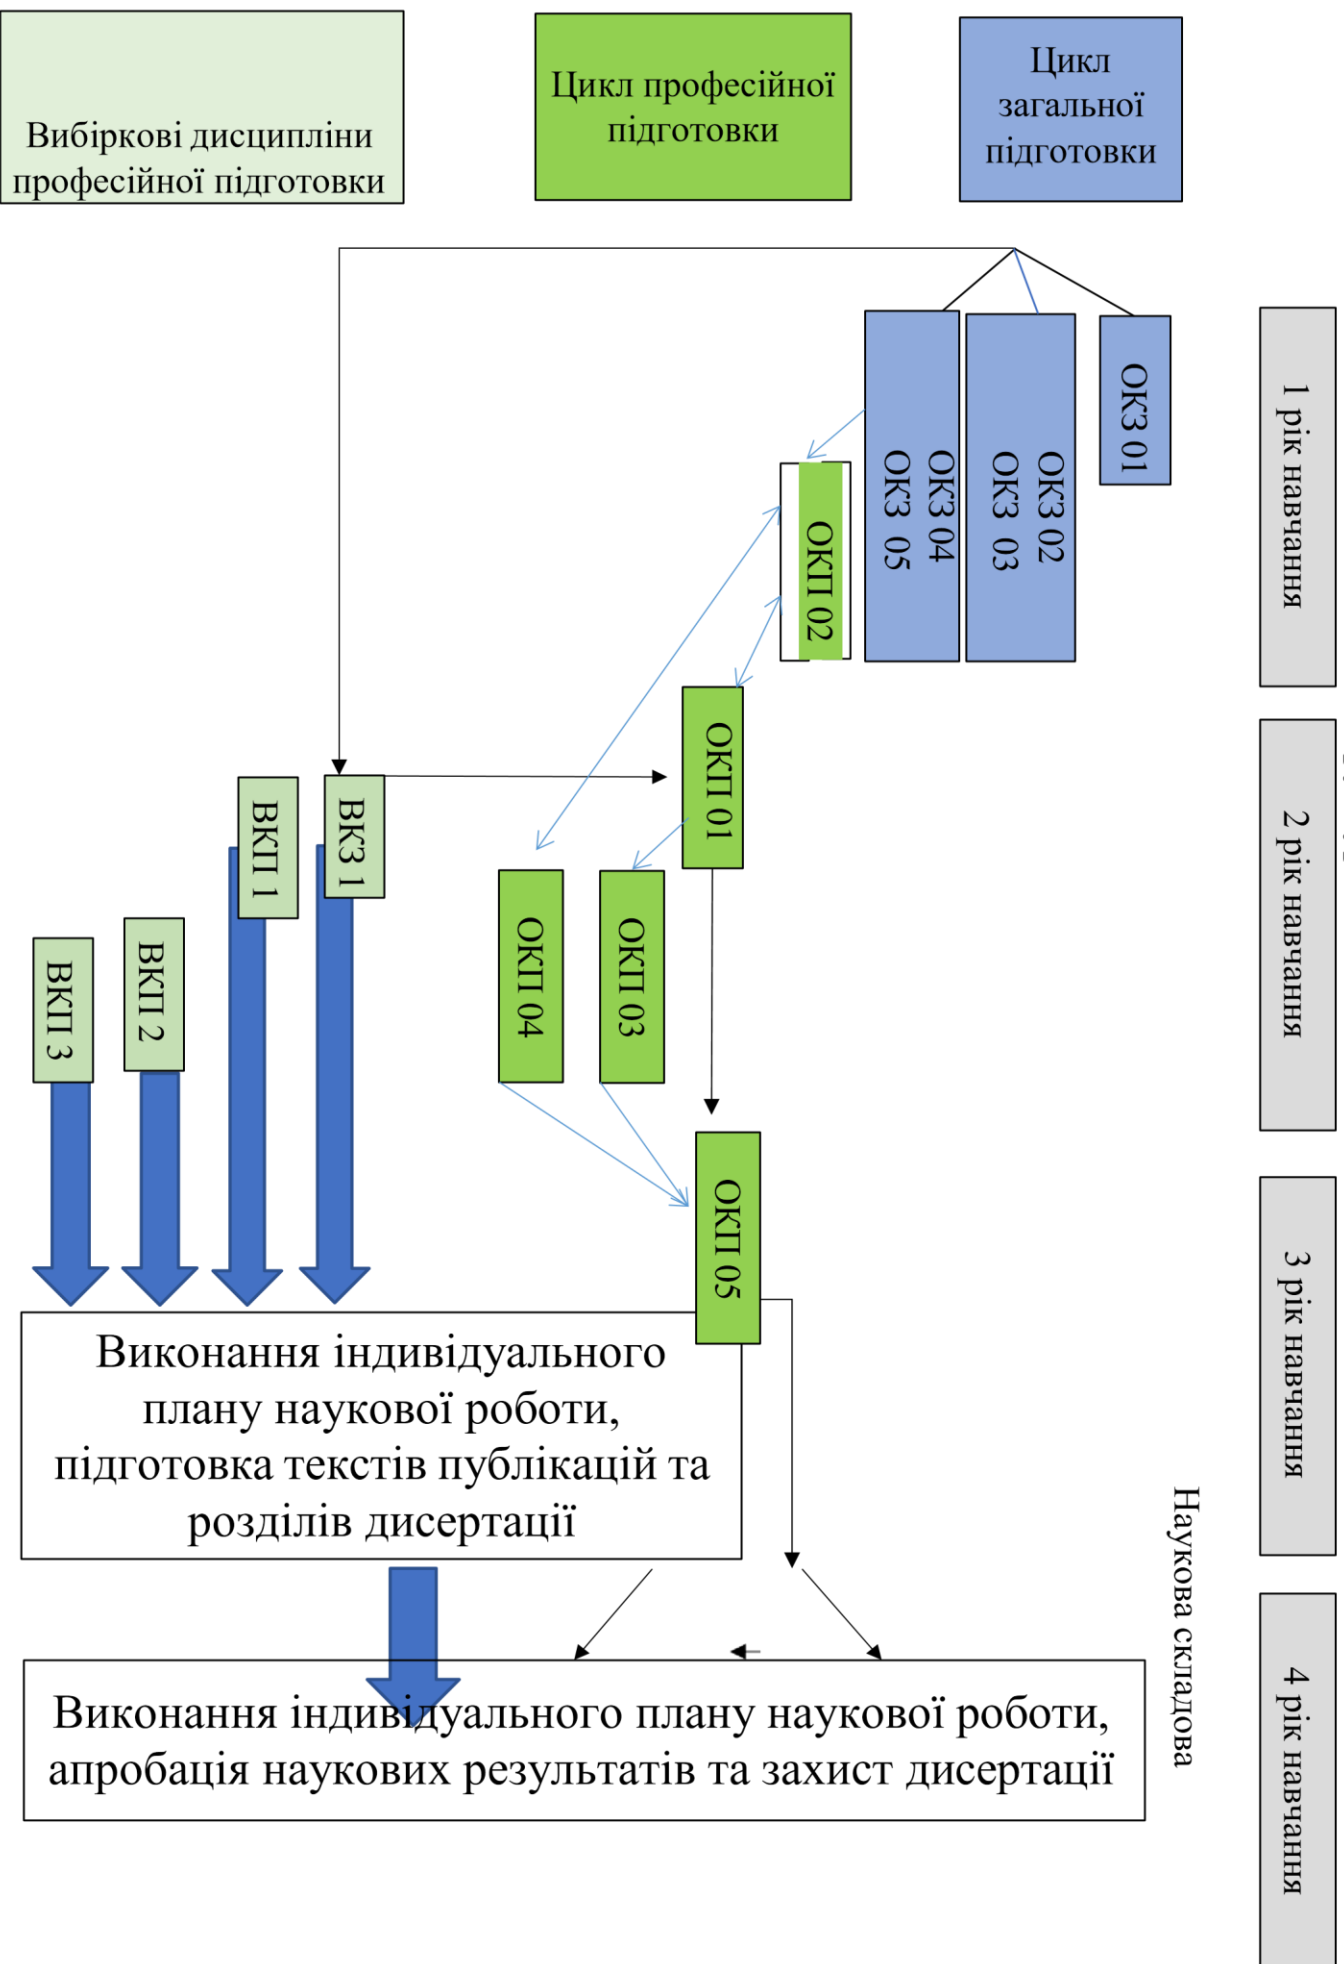 Вибіркові дисципліни
професійної підготовки
Цикл професійної
підготовки
Цикл
загальної
підготовки
1 рік навчання
ОКЗ 01
ОКЗ 02
ОКЗ 03
ОКЗ 04
ОКЗ 05
ОКП 02
2 рік навчання
ОКП 01
ВКЗ 1
ВКП 1
ОКП 03
ОКП 04
ВКП 2
ВКП 3
3 рік навчання
ОКП 05
Виконання індивідуального
плану наукової роботи,
підготовка текстів публікацій та
розділів дисертації
Наукова складова
4 рік навчання
Виконання індивідуального плану наукової роботи,
апробація наукових результатів та захист дисертації